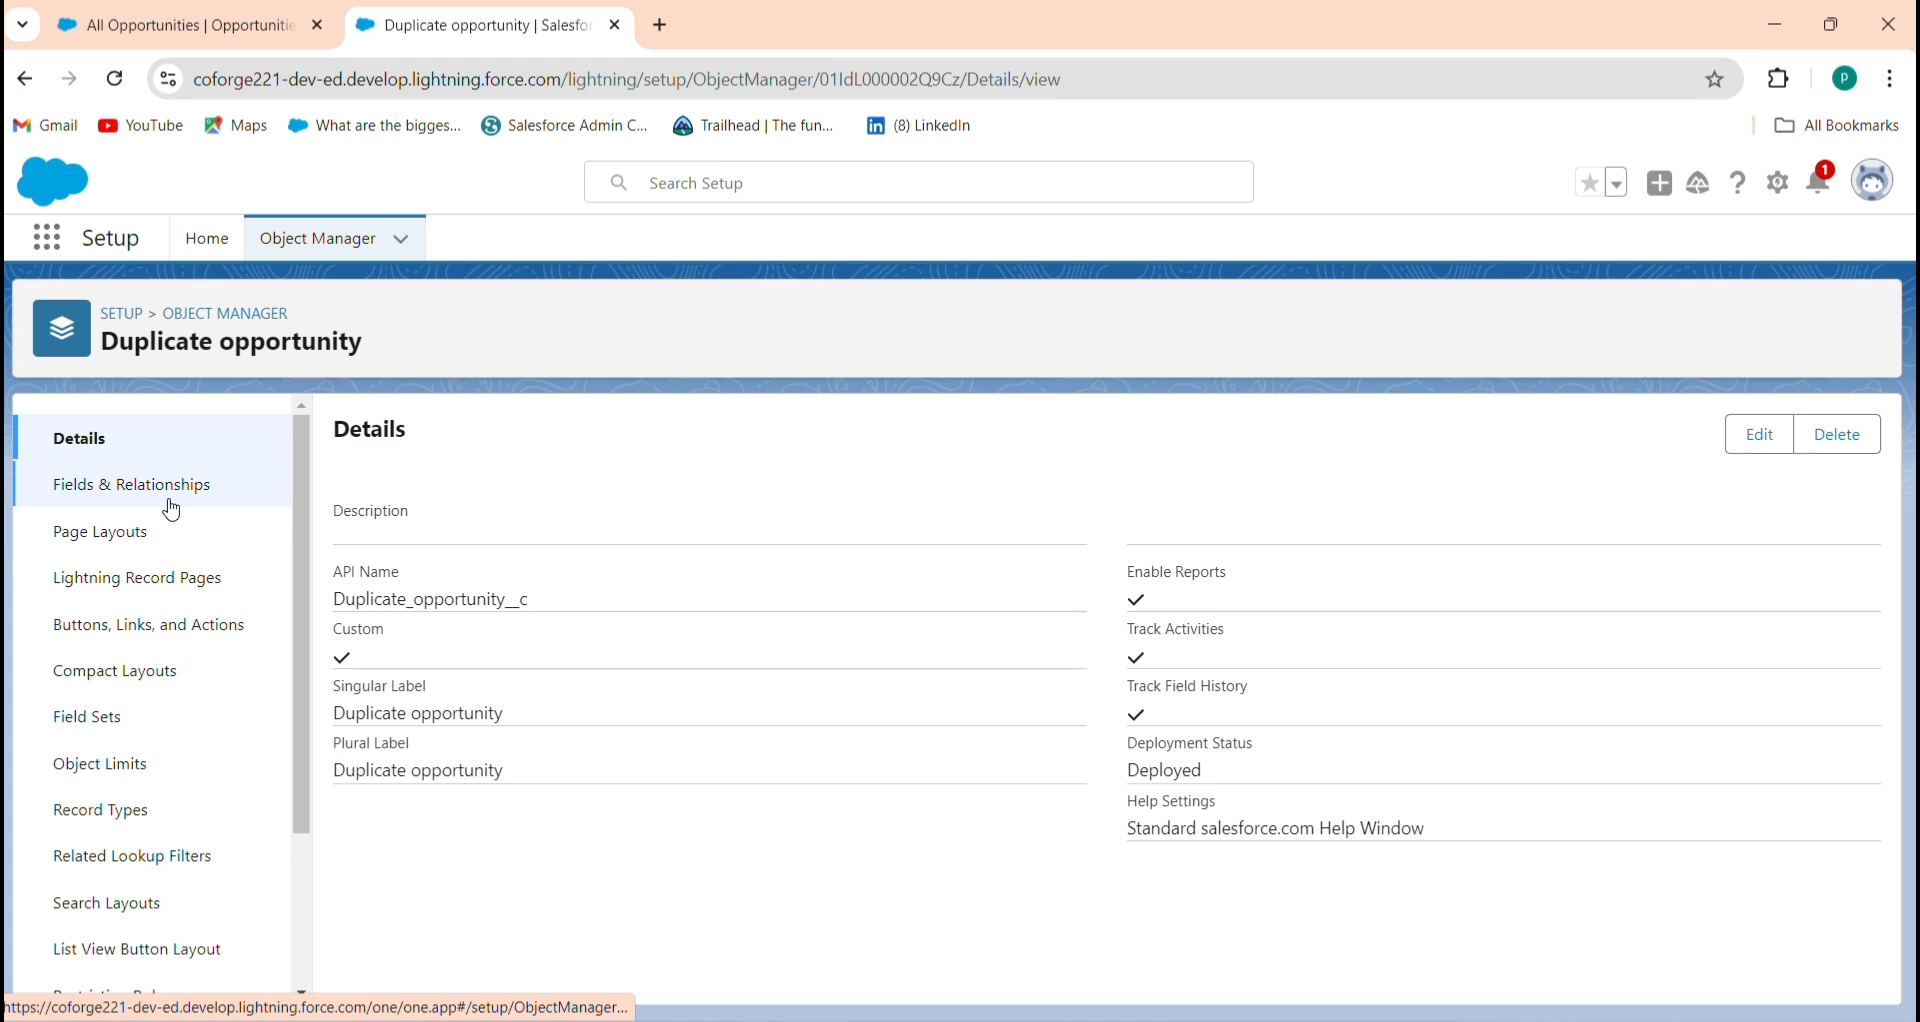 All Opportunities | Opportunitie
Duplicate opportunity | Salesfor
coforge221-dev-ed.develop.lightning.force.com/lightning/setup/ObjectManager/01IdL000002Q9Cz/Details/view
P
Gmail
YouTube
Maps
What are the bigges...
Salesforce Admin C...
Trailhead | The fun...
(8) LinkedIn
All Bookmarks
Search Setup
1
Setup
Home
Object Manager
SETUP > OBJECT MANAGER
Duplicate opportunity
Details
Fields & Relationships
Page Layouts
Lightning Record Pages
Buttons, Links, and Actions
Compact Layouts
Field Sets
Object Limits
Record Types
Related Lookup Filters
Search Layouts
List View Button Layout
Details
Edit
Delete
Description
API Name
Duplicate_opportunity__c
Custom
Singular Label
Duplicate opportunity
Plural Label
Duplicate opportunity
Enable Reports
Track Activities
Track Field History
Deployment Status
Deployed
Help Settings
Standard salesforce.com Help Window
https://coforge221-dev-ed.develop.lightning.force.com/one/one.app#/setup/ObjectManager...